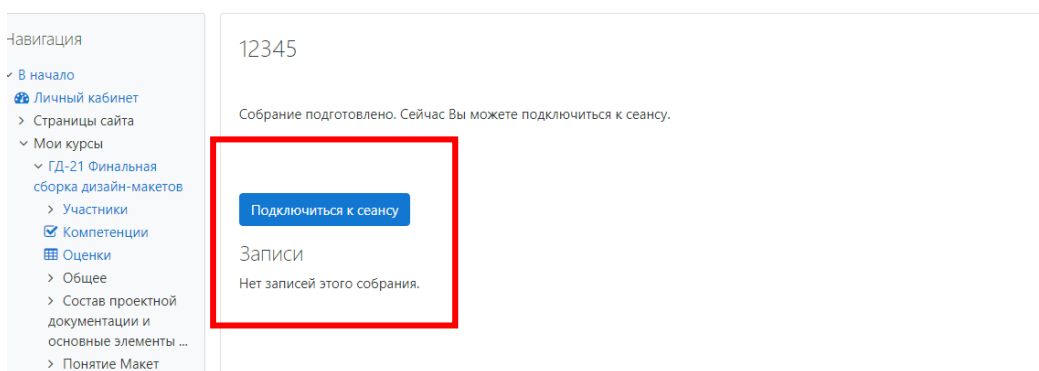 Навигация
В начало
Личный кабинет
Страницы сайта
Мои курсы
ГД-21 Финальная
сборка дизайн-макетов
Участники
Компетенции
Оценки
Общее
Состав проектной
документации и
основные элементы ...
Понятие Макет
12345
Собрание подготовлено. Сейчас Вы можете подключиться к сеансу.
Подключиться к сеансу
Записи
Нет записей этого собрания.